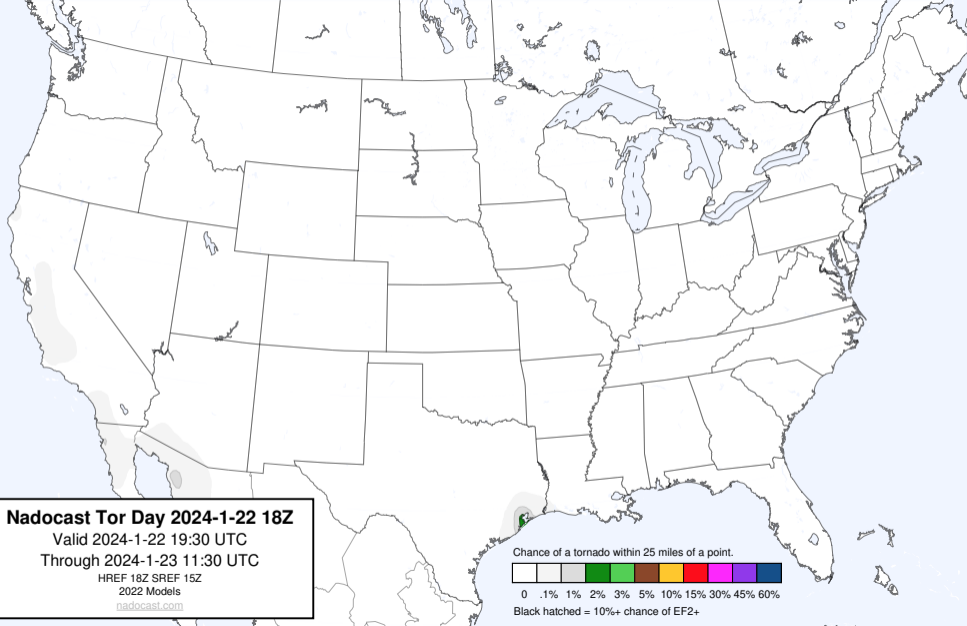 Nadocast Tor Day 2024-1-22 18Z
Valid 2024-1-22 19:30 UTC
Through 2024-1-23 11:30 UTC
HREF 18Z SREF 15Z
2022 Models
nadocast.com
Chance of a tornado within 25 miles of a point.
0 .1% 1% 2% 3% 5% 10% 15% 30% 45% 60%
Black hatched = 10%+ chance of EF2+